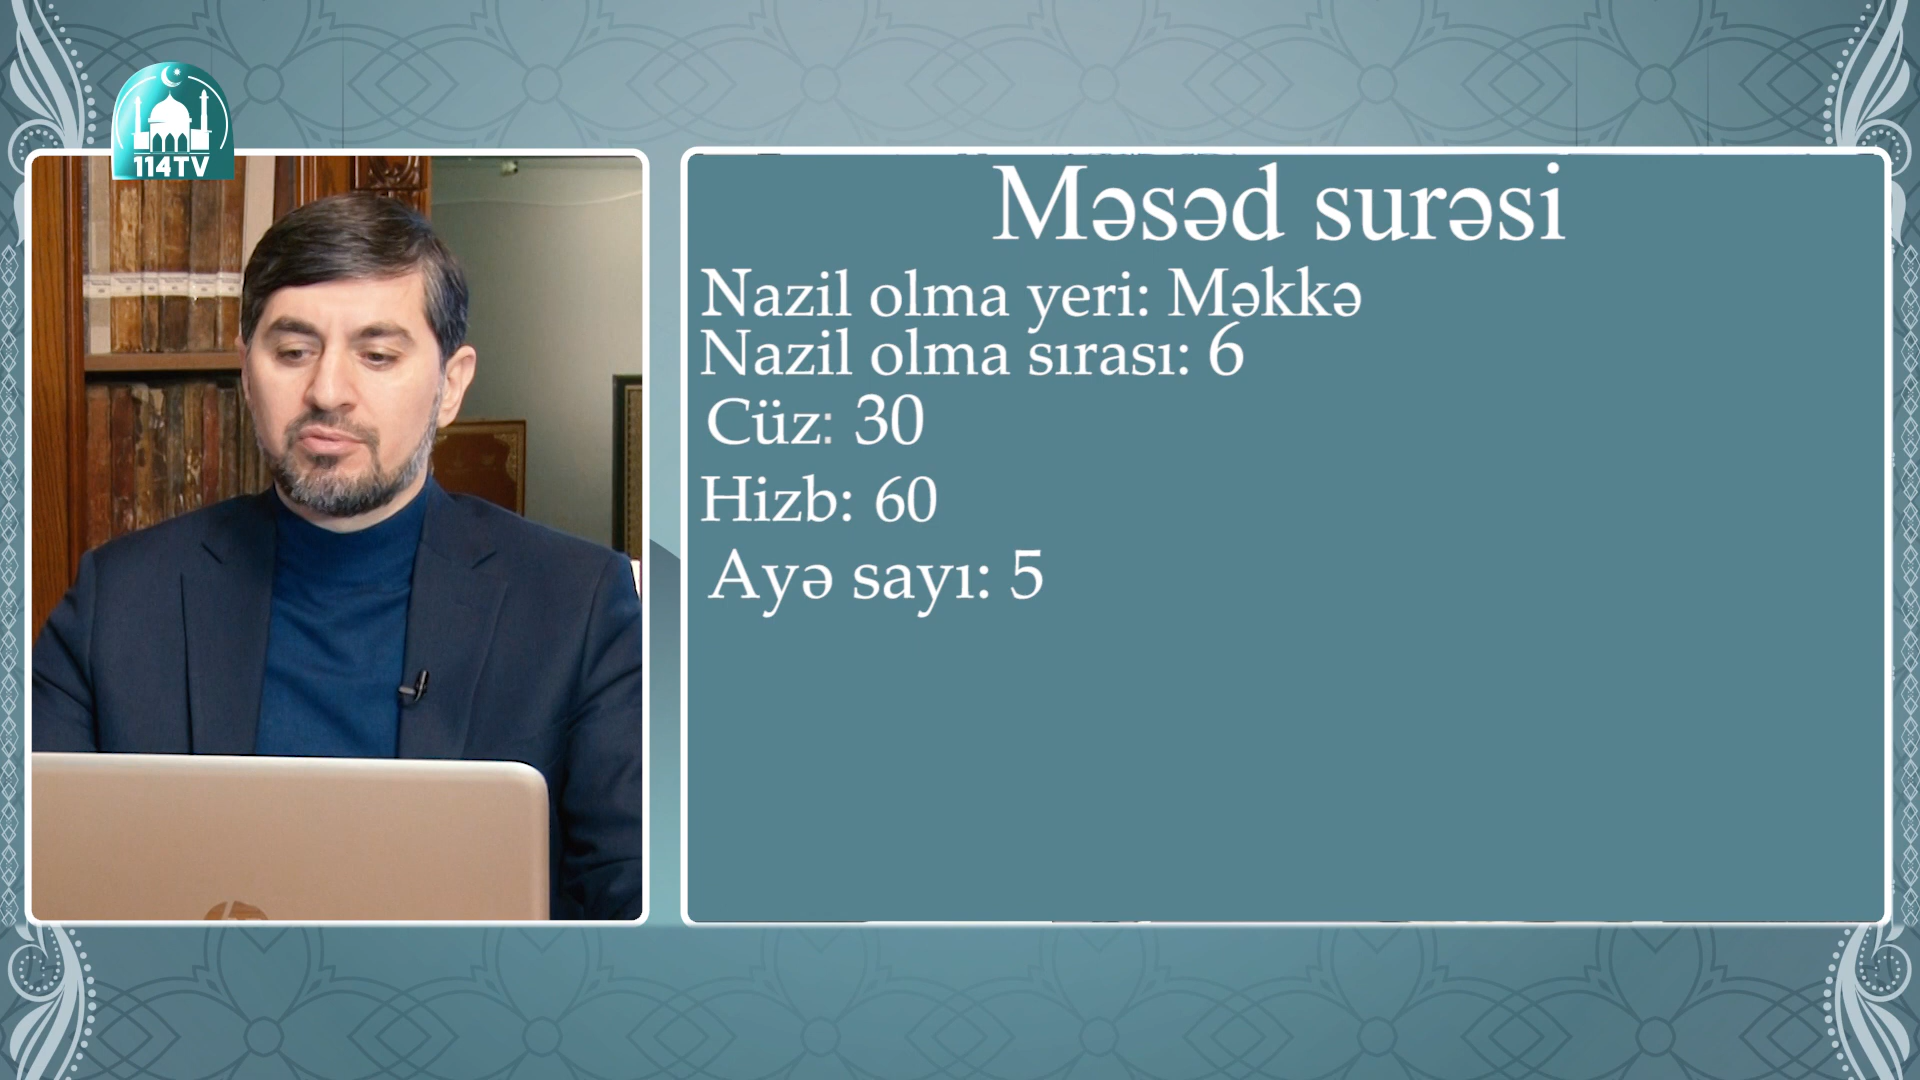 114TV
Məsəd surəsi
Nazil olma yeri: Məkkə
Nazil olma sırası: 6
Cüz: 30
Hizb: 60
Ayə sayı: 5